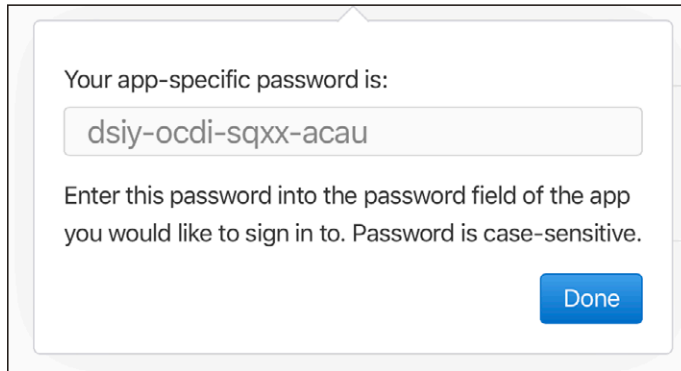 Your app-specific password is:
dsiy-ocdi-sqxx-acau
Enter this password into the password field of the app
you would like to sign in to. Password is case-sensitive.
Done